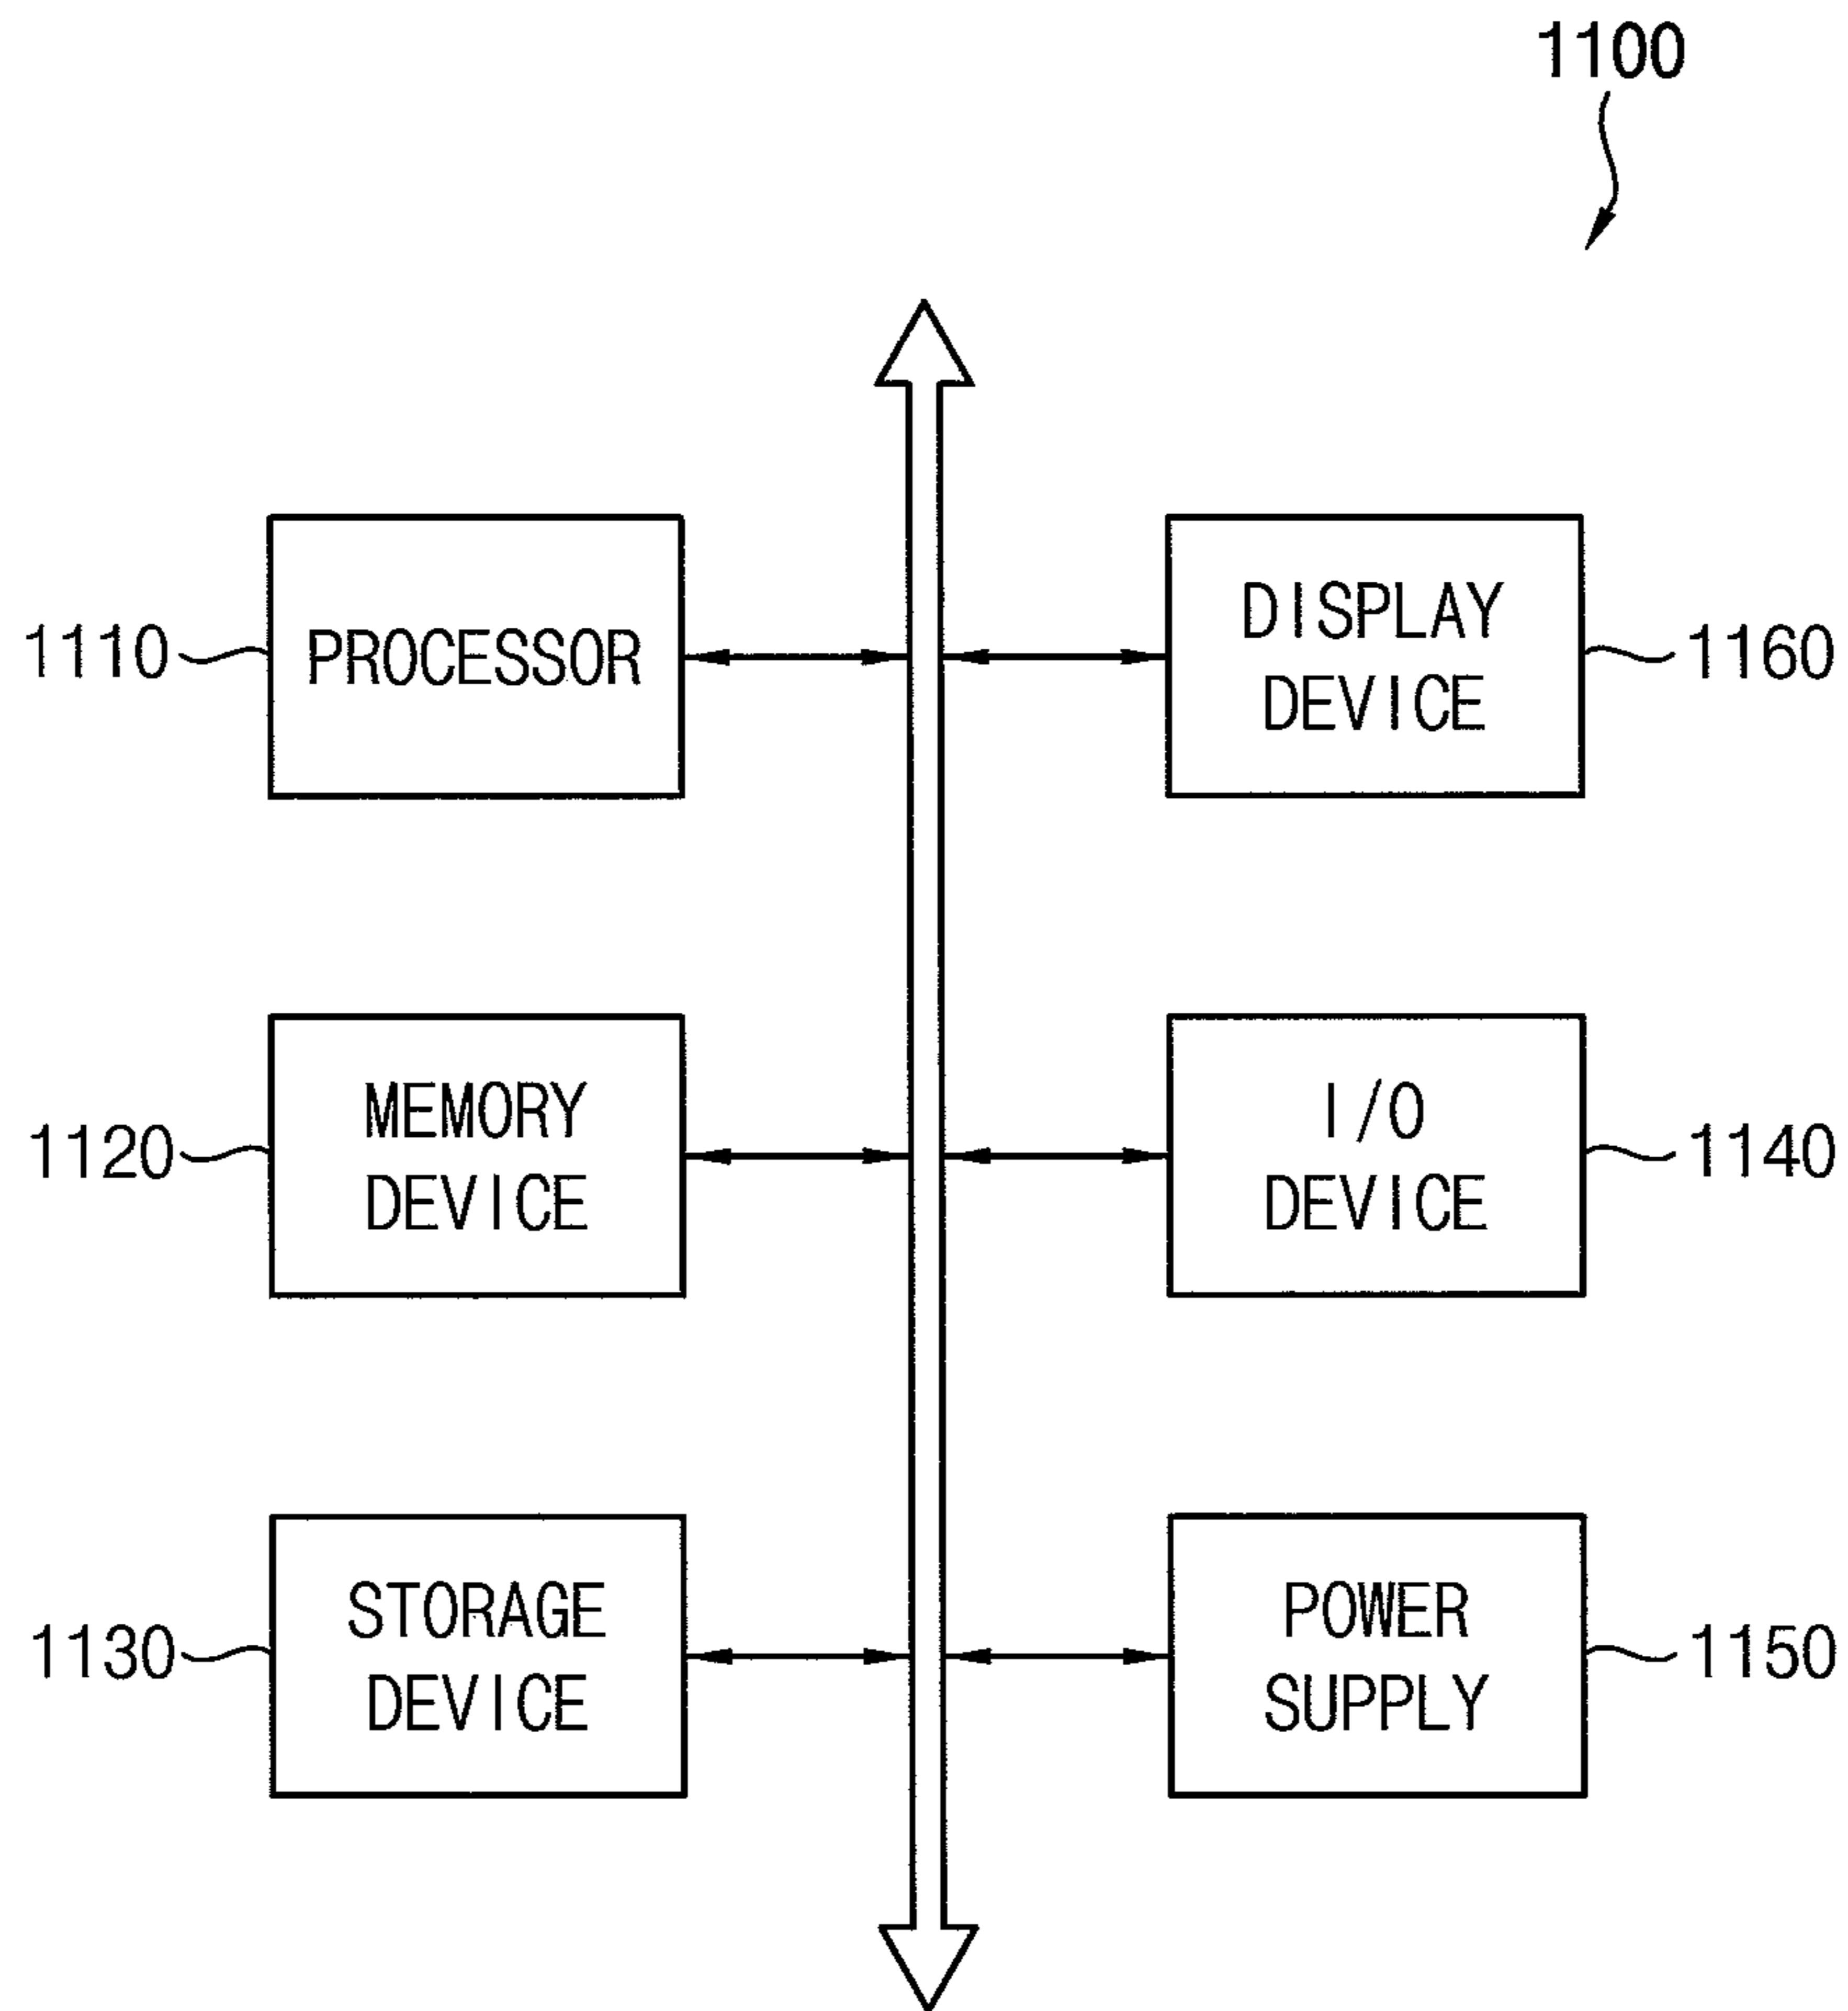 1100
1110
PROCESSOR
DISPLAY
DEVICE
1160
1120
MEMORY
DEVICE
I/O
DEVICE
1140
1130
STORAGE
DEVICE
POWER
SUPPLY
1150